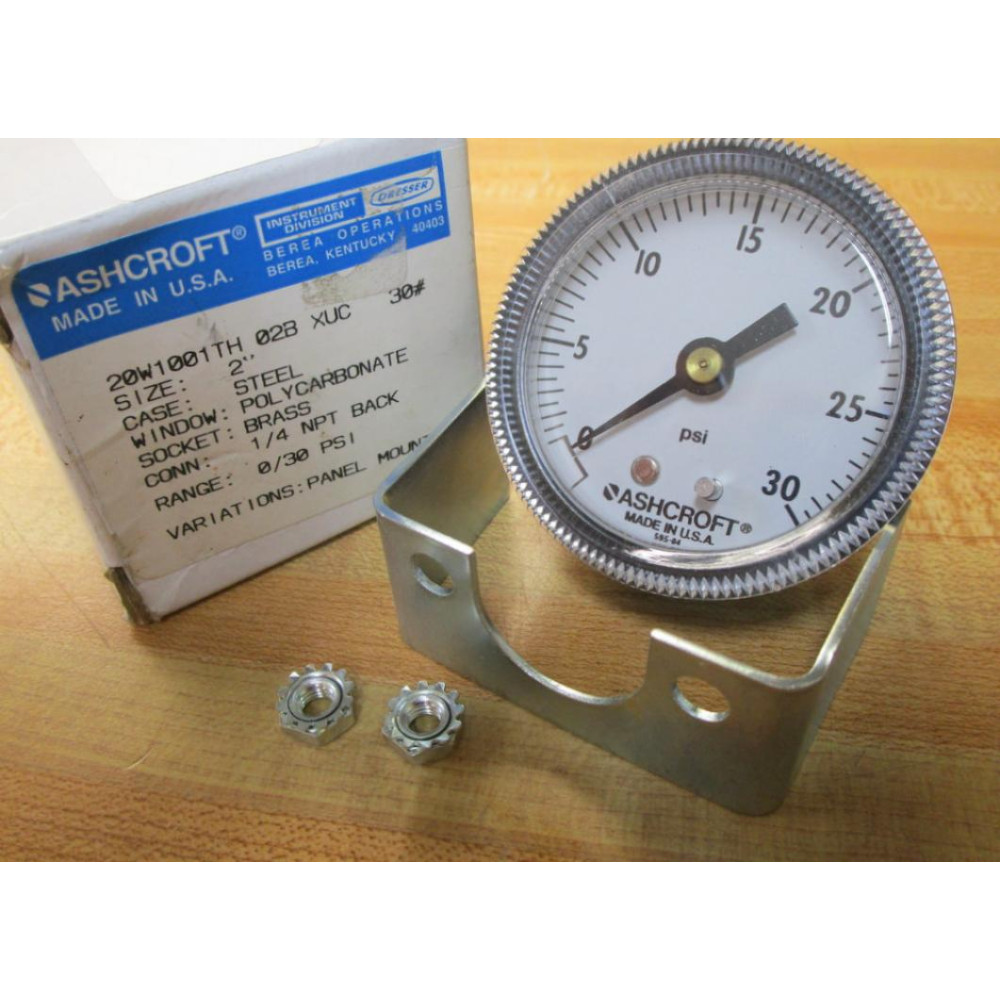 ASHCROFT®
MADE IN U.S.A.
INSTRUMENT
DIVISION
DRESSER
BEREA OPERATIONS
BEREA, KENTUCKY 40403
20W1001TH 02B XUC 30#
SIZE: 2"
CASE: STEEL
WINDOW: POLYCARBONATE
SOCKET: BRASS
CONN: 1/4 NPT BACK
RANGE: 0/30 PSI
VARIATIONS: PANEL MOUNT
0
5
10
15
20
25
30
psi
ASHCROFT®
MADE IN U.S.A.
595-04